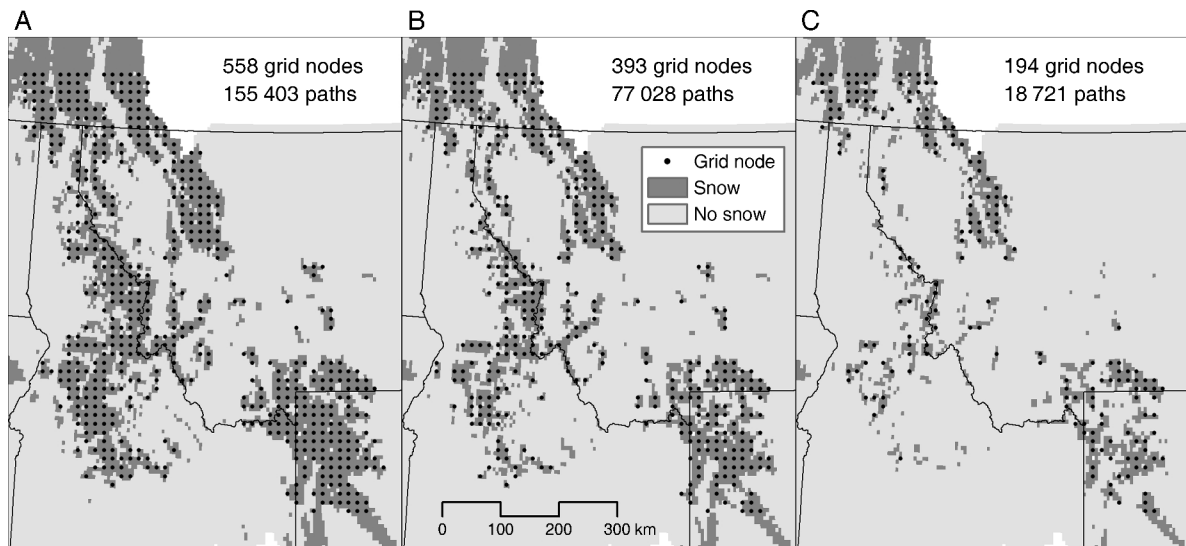 A
558 grid nodes
155 403 paths
B
393 grid nodes
77 028 paths
Grid node
Snow
No snow
0 100 200 300 km
C
194 grid nodes
18 721 paths